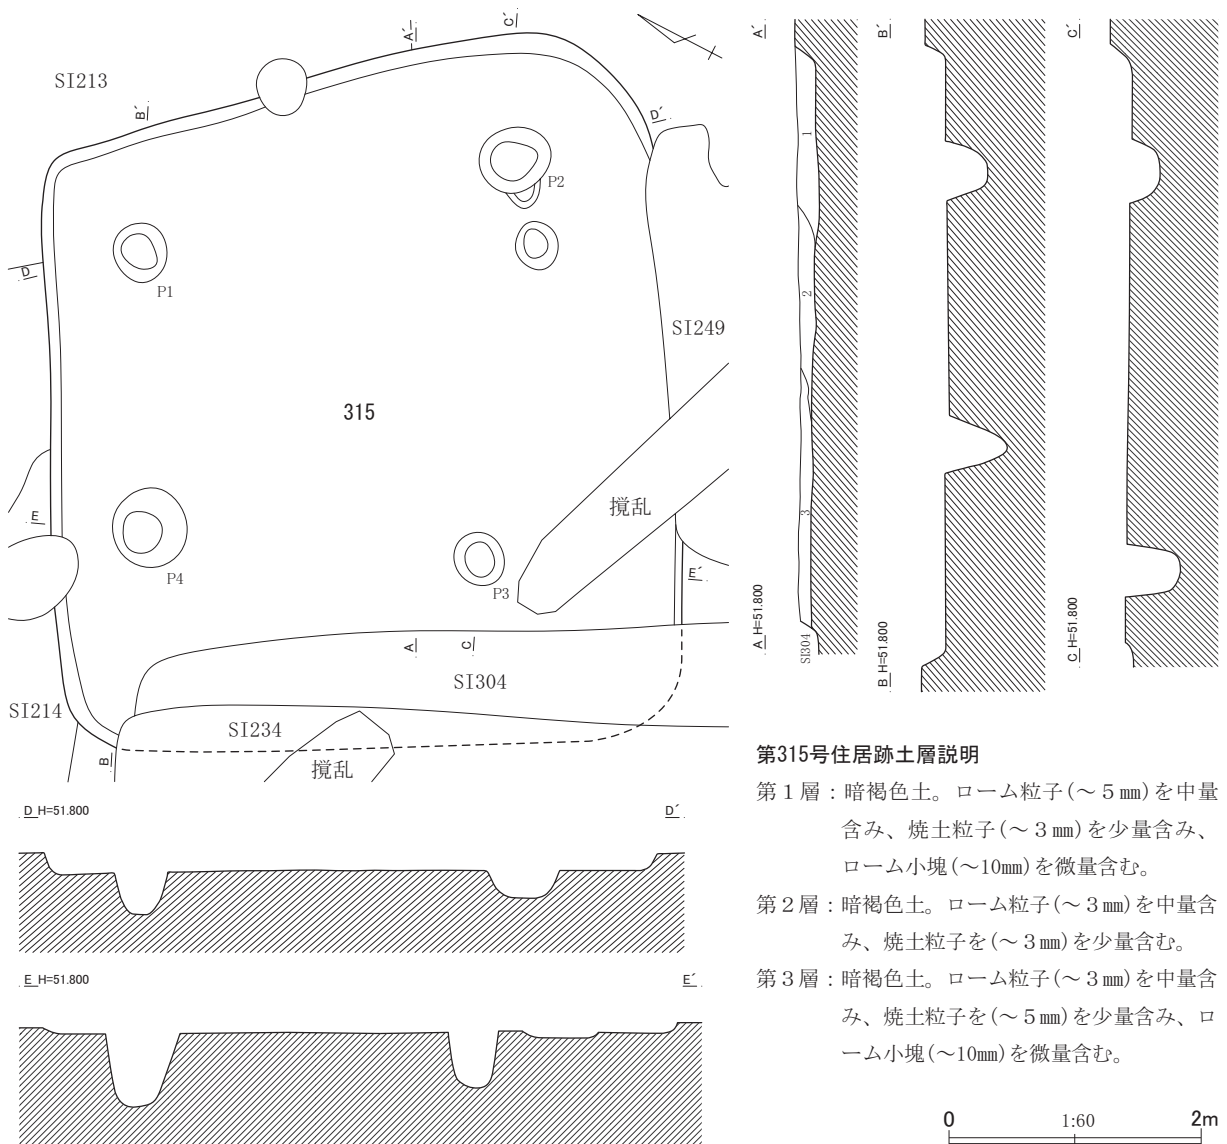 SI213
B′
A′
C′
D′
P2
D
P1
SI249
315
撹乱
E
P4
P3
E′
A
C
SI304
SI214
SI234
撹乱
B
A′
1
2
3
A H=51.800
SI304
B′
B H=51.800
C′
C H=51.800
D H=51.800
D′
E H=51.800
E′
第315号住居跡土層説明
第1層：暗褐色土。ローム粒子(～5㎜)を中量
含み、焼土粒子(～3㎜)を少量含み、
ローム小塊(～10㎜)を微量含む。
第2層：暗褐色土。ローム粒子(～3㎜)を中量含
み、焼土粒子を(～3㎜)を少量含む。
第3層：暗褐色土。ローム粒子(～3㎜)を中量含
み、焼土粒子を(～5㎜)を少量含み、ロ
ーム小塊(～10㎜)を微量含む。
0 1:60 2m